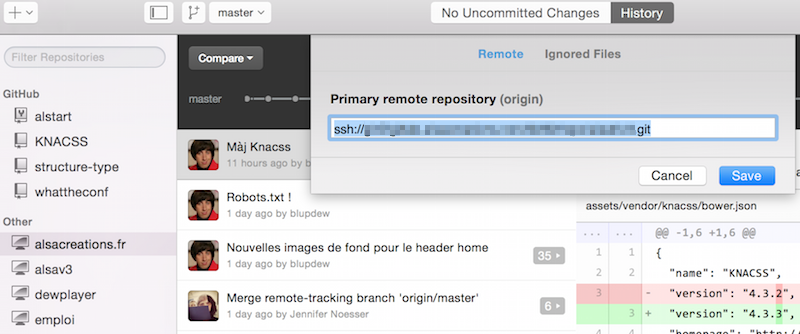 master
No Uncommitted Changes
History
Filter Repositories
GitHub
alstart
KNACSS
structure-type
whattheconf
Other
alsacreations.fr
alsav3
dewplayer
emploi
Compare
master
Màj Knacss
11 hours ago by b
Robots.txt !
1 day ago by blupdew
Nouvelles images de fond pour le header home
1 day ago by blupdew
35
Merge remote-tracking branch 'origin/master'
1 day ago by Jennifer Noesser
6
Remote
Ignored Files
Primary remote repository (origin)
ssh:// git
Cancel
Save
assets/vendor/knacss/bower.json
... ... @@ -1,6 +1,6 @@
1 1 {
2 2 "name": "KNACSS",
3 - "version": "4.3.2",
3 + "version": "4.3.3",
4 4